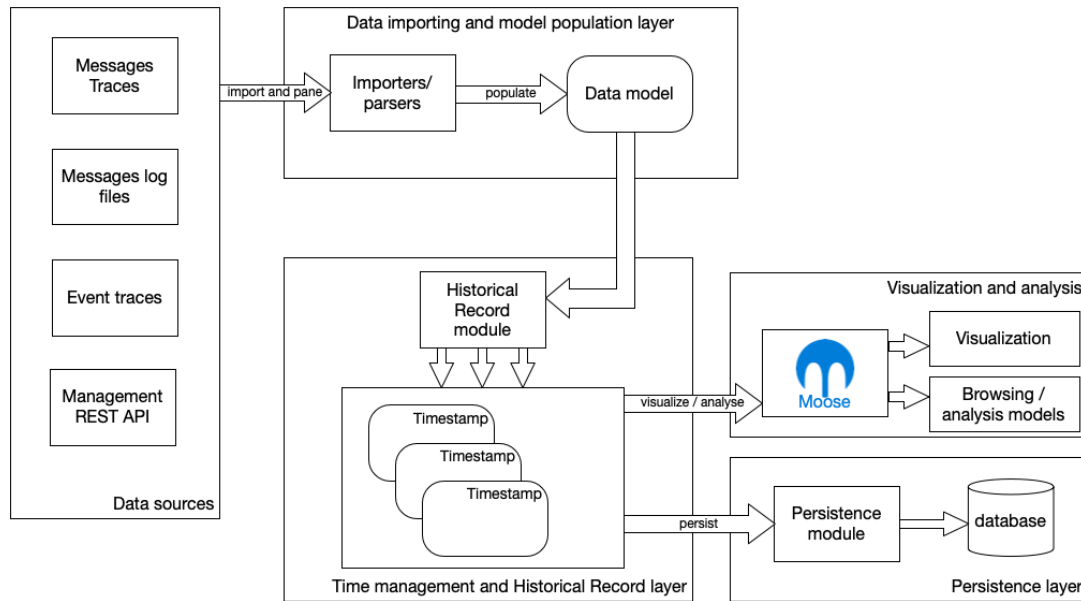 Messages
Traces
Messages log
files
Event traces
Management
REST API
Data sources
import and pane
Data importing and model population layer
Importers/
parsers
populate
Data model
Historical
Record
module
Timestamp
Timestamp
Timestamp
Time management and Historical Record layer
visualize / analyse
persist
Visualization and analysis
Moose
Visualization
Browsing /
analysis models
Persistence
module
database
Persistence layer